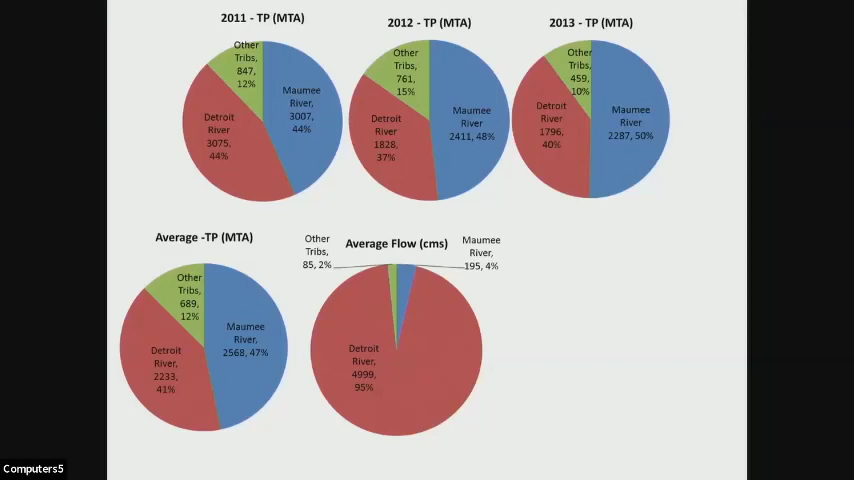 2011 - TP (MTA)
Other
Tribs,
847,
12%
Maumee
River,
3007,
44%
Detroit
River
3075,
44%
2012 - TP (MTA)
Other
Tribs,
761,
15%
Maumee
River
2411, 48%
Detroit
River
1828,
37%
2013 - TP (MTA)
Other
Tribs,
459,
10%
Maumee
River
2287, 50%
Detroit
River
1796,
40%
Average -TP (MTA)
Other
Tribs,
689,
12%
Maumee
River,
2568, 47%
Detroit
River,
2233,
41%
Average Flow (cms)
Other
Tribs,
85, 2%
Maumee
River,
195, 4%
Detroit
River,
4999,
95%
Computers5